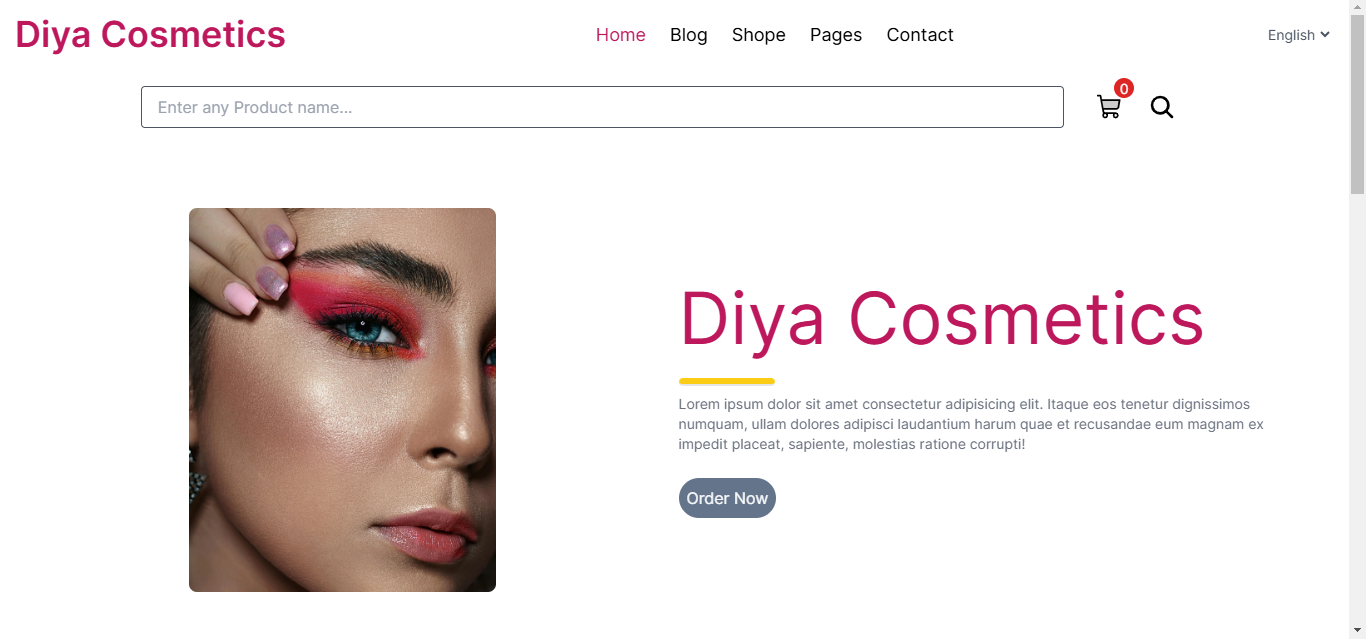 Diya Cosmetics
Home Blog Shope Pages Contact
English
Enter any Product name...
0
Diya Cosmetics
Lorem ipsum dolor sit amet consectetur adipisicing elit. Itaque eos tenetur dignissimos
numquam, ullam dolores adipisci laudantium harum quae et recusandae eum magnam ex
impedit placeat, sapiente, molestias ratione corrupti!
Order Now